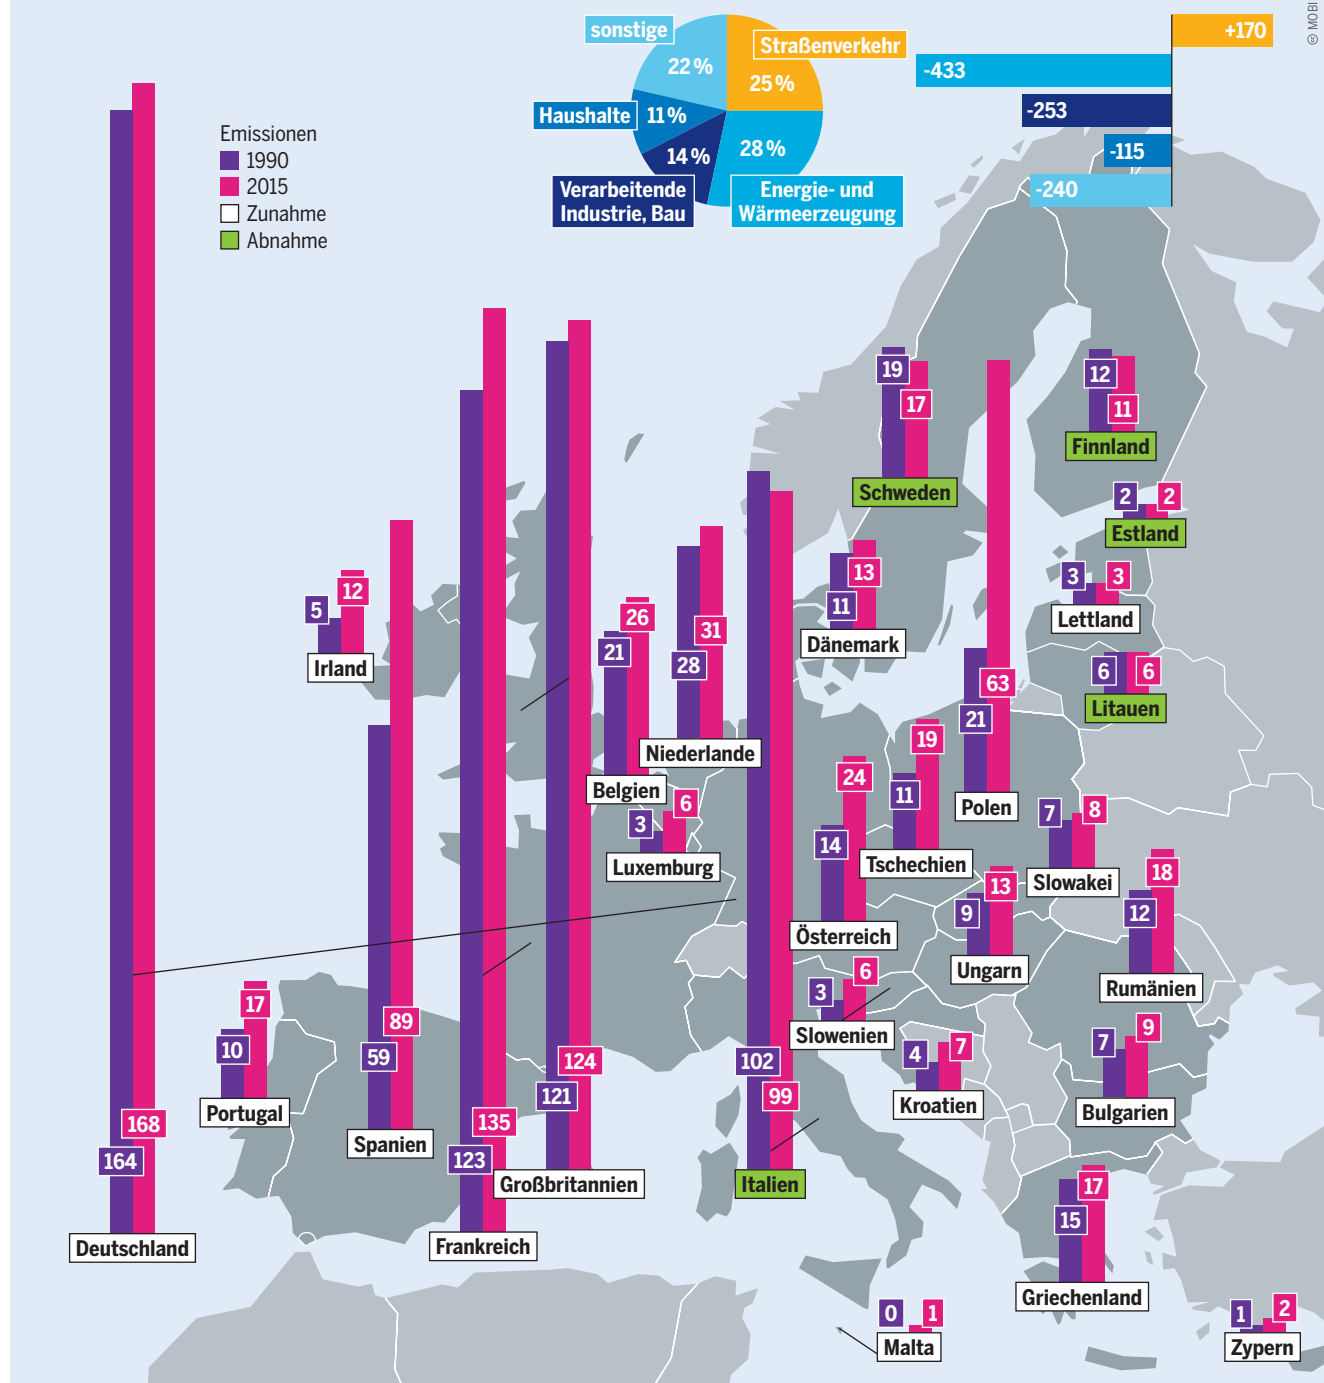 © MOBI
sonstige
22 %
Straßenverkehr
25 %
Haushalte
11 %
14 %
28 %
Verarbeitende
Industrie, Bau
Energie- und
Wärmeerzeugung
+170
-433
-253
-115
-240
Emissionen
1990
2015
Zunahme
Abnahme
19
17
Schweden
12
11
Finnland
2
2
Estland
3
3
Lettland
6
6
Litauen
5
12
Irland
21
26
Belgien
28
31
Niederlande
11
13
Dänemark
21
63
Polen
3
6
Luxemburg
14
24
Österreich
11
19
Tschechien
7
8
Slowakei
9
13
Ungarn
12
18
Rumänien
3
6
Slowenien
4
7
Kroatien
7
9
Bulgarien
10
17
Portugal
59
89
Spanien
164
168
Deutschland
123
135
Frankreich
121
124
Großbritannien
102
99
Italien
15
17
Griechenland
0
1
Malta
1
2
Zypern